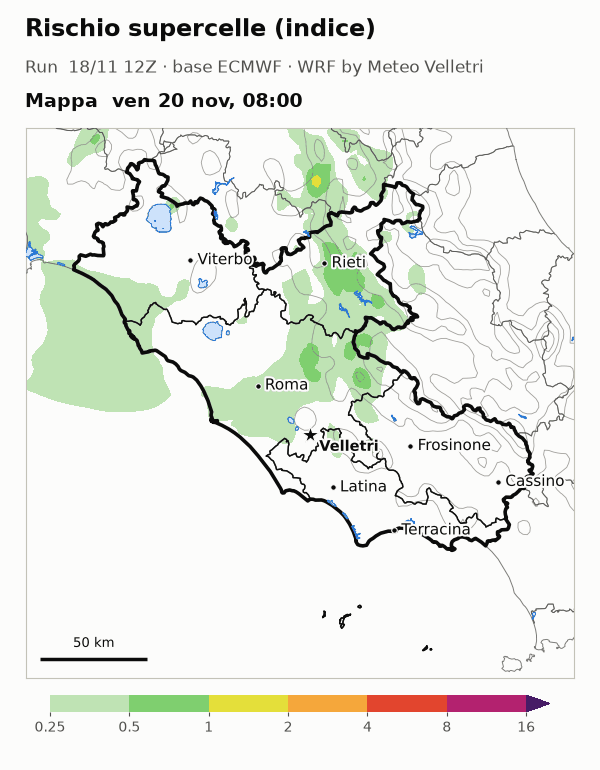 Rischio supercelle (indice)
Run  18/11 12Z · base ECMWF · WRF by Meteo Velletri
Mappa  ven 20 nov, 08:00
Viterbo
Rieti
Roma
Velletri
Frosinone
Latina
Cassino
Terracina
50 km
0.25 0.5 1 2 4 8 16